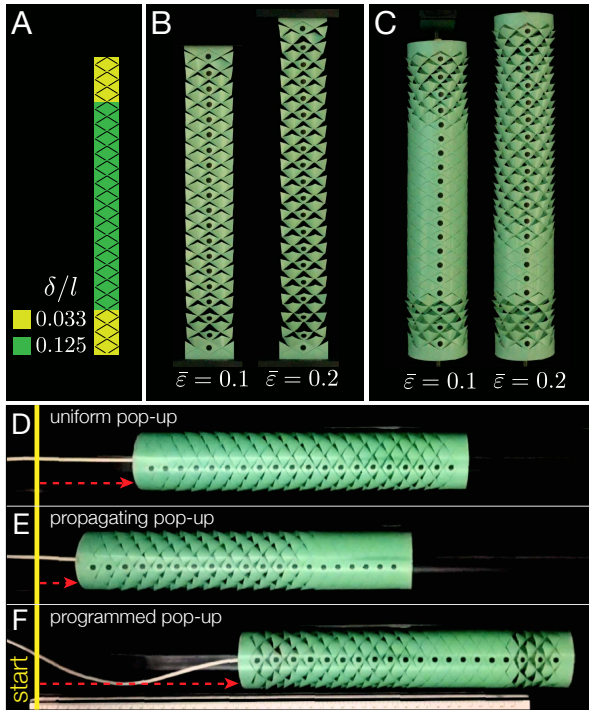 A
δ/l
0.033
0.125
B
ε̅ = 0.1
ε̅ = 0.2
C
ε̅ = 0.1
ε̅ = 0.2
D
uniform pop-up
E
propagating pop-up
F
programmed pop-up
start